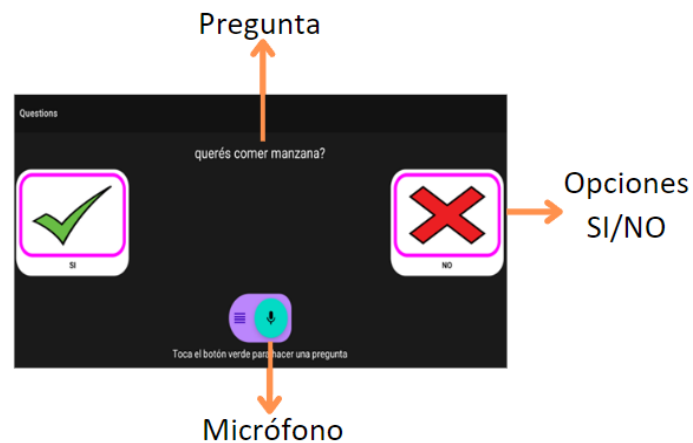 Pregunta
Questions
querés comer manzana?
SI
NO
Opciones
SI/NO
Toca el botón verde para hacer una pregunta
Micrófono